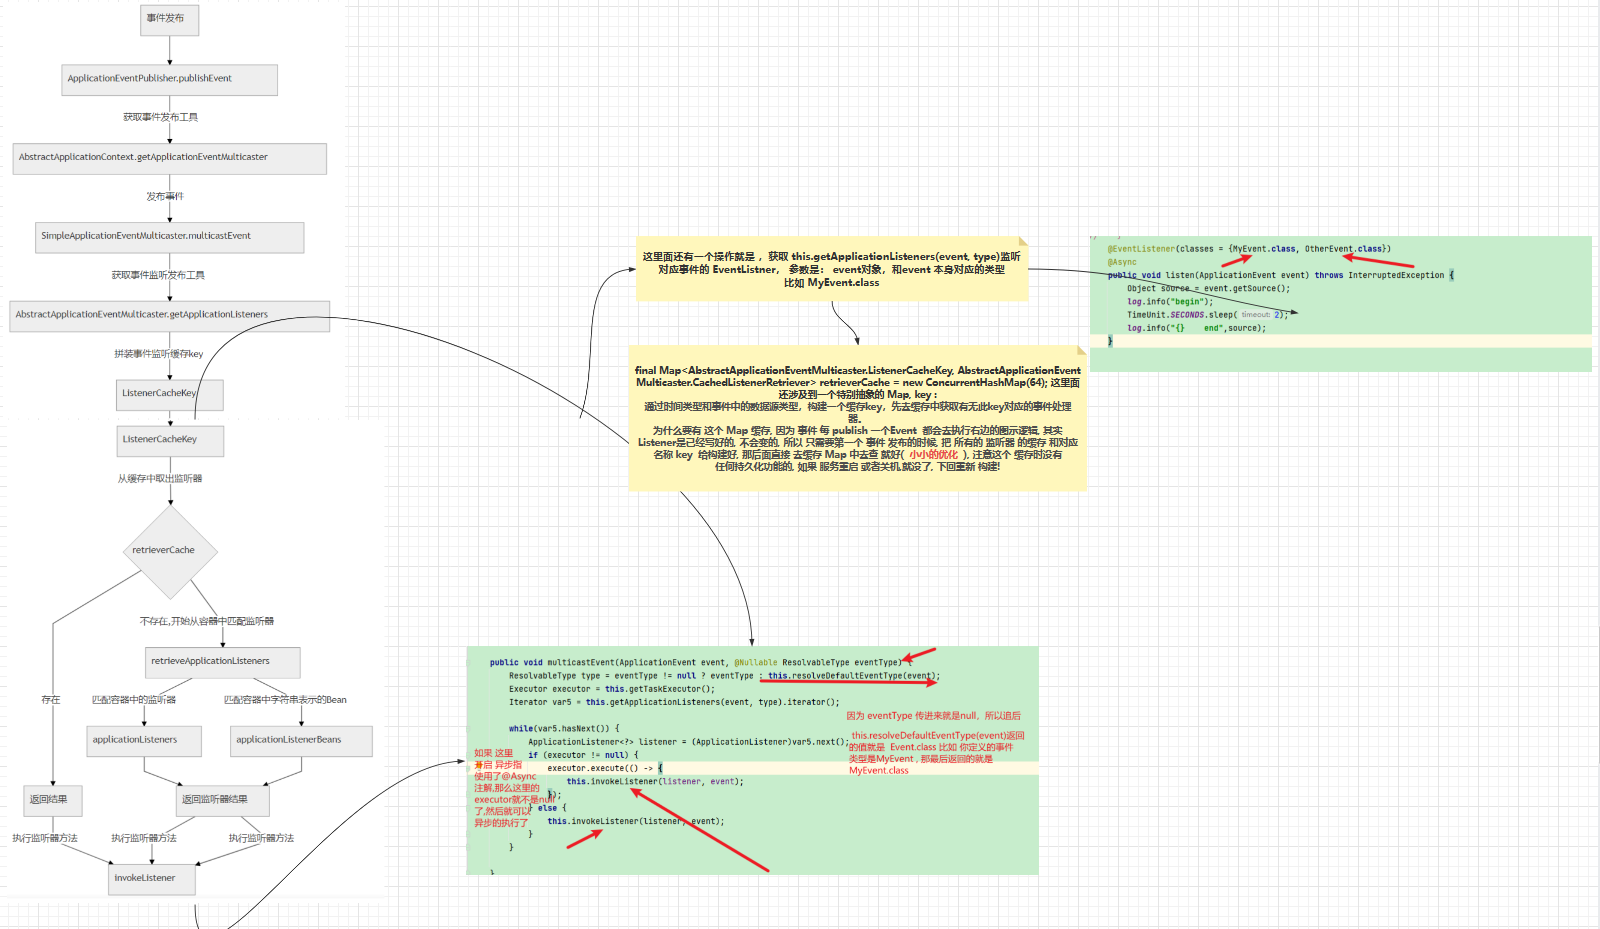 事件发布
ApplicationEventPublisher.publishEvent
获取事件发布工具
AbstractApplicationContext.getApplicationEventMulticaster
发布事件
SimpleApplicationEventMulticaster.multicastEvent
获取事件监听发布工具
AbstractApplicationEventMulticaster.getApplicationListeners
拼装事件监听缓存key
ListenerCacheKey
ListenerCacheKey
从缓存中取出监听器
retrieverCache
不存在,开始从容器中匹配监听器
retrieveApplicationListeners
存在
匹配容器中的监听器
匹配容器中字符串表示的Bean
applicationListeners
applicationListenerBeans
返回结果
返回监听器结果
执行监听器方法
执行监听器方法
执行监听器方法
invokeListener
这里面还有一个操作就是 ，获取 this.getApplicationListeners(event, type)监听
对应事件的 EventListner， 参数是： event对象，和event 本身对应的类型
比如 MyEvent.class
final Map<AbstractApplicationEventMulticaster.ListenerCacheKey, AbstractApplicationEvent
Multicaster.CachedListenerRetriever> retrieverCache = new ConcurrentHashMap(64); 这里面
还涉及到一个特别抽象的 Map, key :
通过时间类型和事件中的数据源类型，构建一个缓存key，先去缓存中获取有无此key对应的事件处理
器。
为什么要有 这个 Map 缓存, 因为 事件 每 publish 一个Event 都会去执行右边的图示逻辑, 其实
Listener是已经写好的, 不会变的, 所以 只需要第一个 事件 发布的时候, 把 所有的 监听器 的缓存 和对应
名称 key 给构建好, 那后面直接 去缓存 Map 中去查 就好( 小小的优化 ), 注意这个 缓存时没有
任何持久化功能的, 如果 服务重启 或者关机,就没了, 下回重新 构建!
@EventListener(classes = {MyEvent.class, OtherEvent.class})
@Async
public void listen(ApplicationEvent event) throws InterruptedException {
Object source = event.getSource();
log.info("begin");
TimeUnit.SECONDS.sleep( timeout: 2);
log.info("{} end",source);
}
public void multicastEvent(ApplicationEvent event, @Nullable ResolvableType eventType) {
ResolvableType type = eventType != null ? eventType : this.resolveDefaultEventType(event);
Executor executor = this.getTaskExecutor();
Iterator var5 = this.getApplicationListeners(event, type).iterator();
while(var5.hasNext()) {
ApplicationListener<?> listener = (ApplicationListener)var5.next();
if (executor != null) {
executor.execute(() -> {
this.invokeListener(listener, event);
});
} else {
this.invokeListener(listener, event);
}
}
}
因为 eventType 传进来就是null，所以追后
this.resolveDefaultEventType(event)返回
的值就是 Event.class 比如 你定义的事件
类型是MyEvent , 那最后返回的就是
MyEvent.class
如果 这里
开启 异步指
使用了@Async
注解,那么这里的
executor就不是null
了,然后就可以
异步的执行了